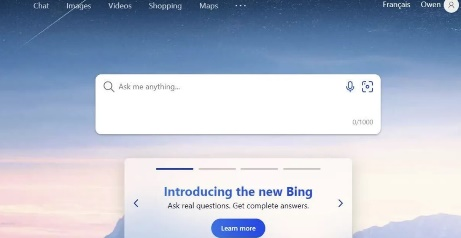 Chat Images Videos Shopping Maps ... Français Owen
Ask me anything...
0/1000
Introducing the new Bing
Ask real questions. Get complete answers.
Learn more